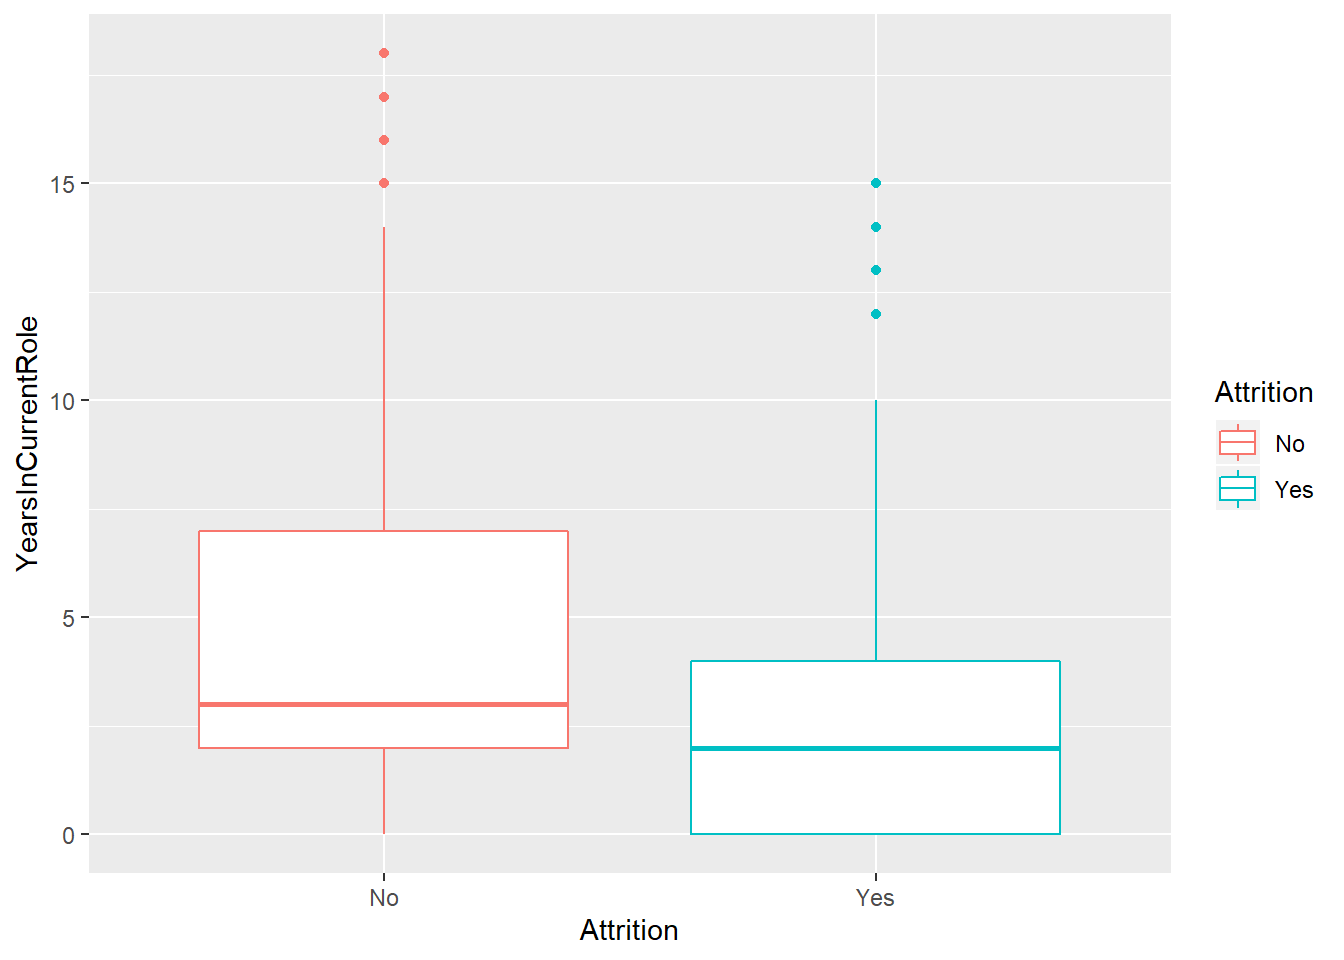 YearsInCurrentRole
15
10
5
0
No
Yes
Attrition
Attrition
No
Yes